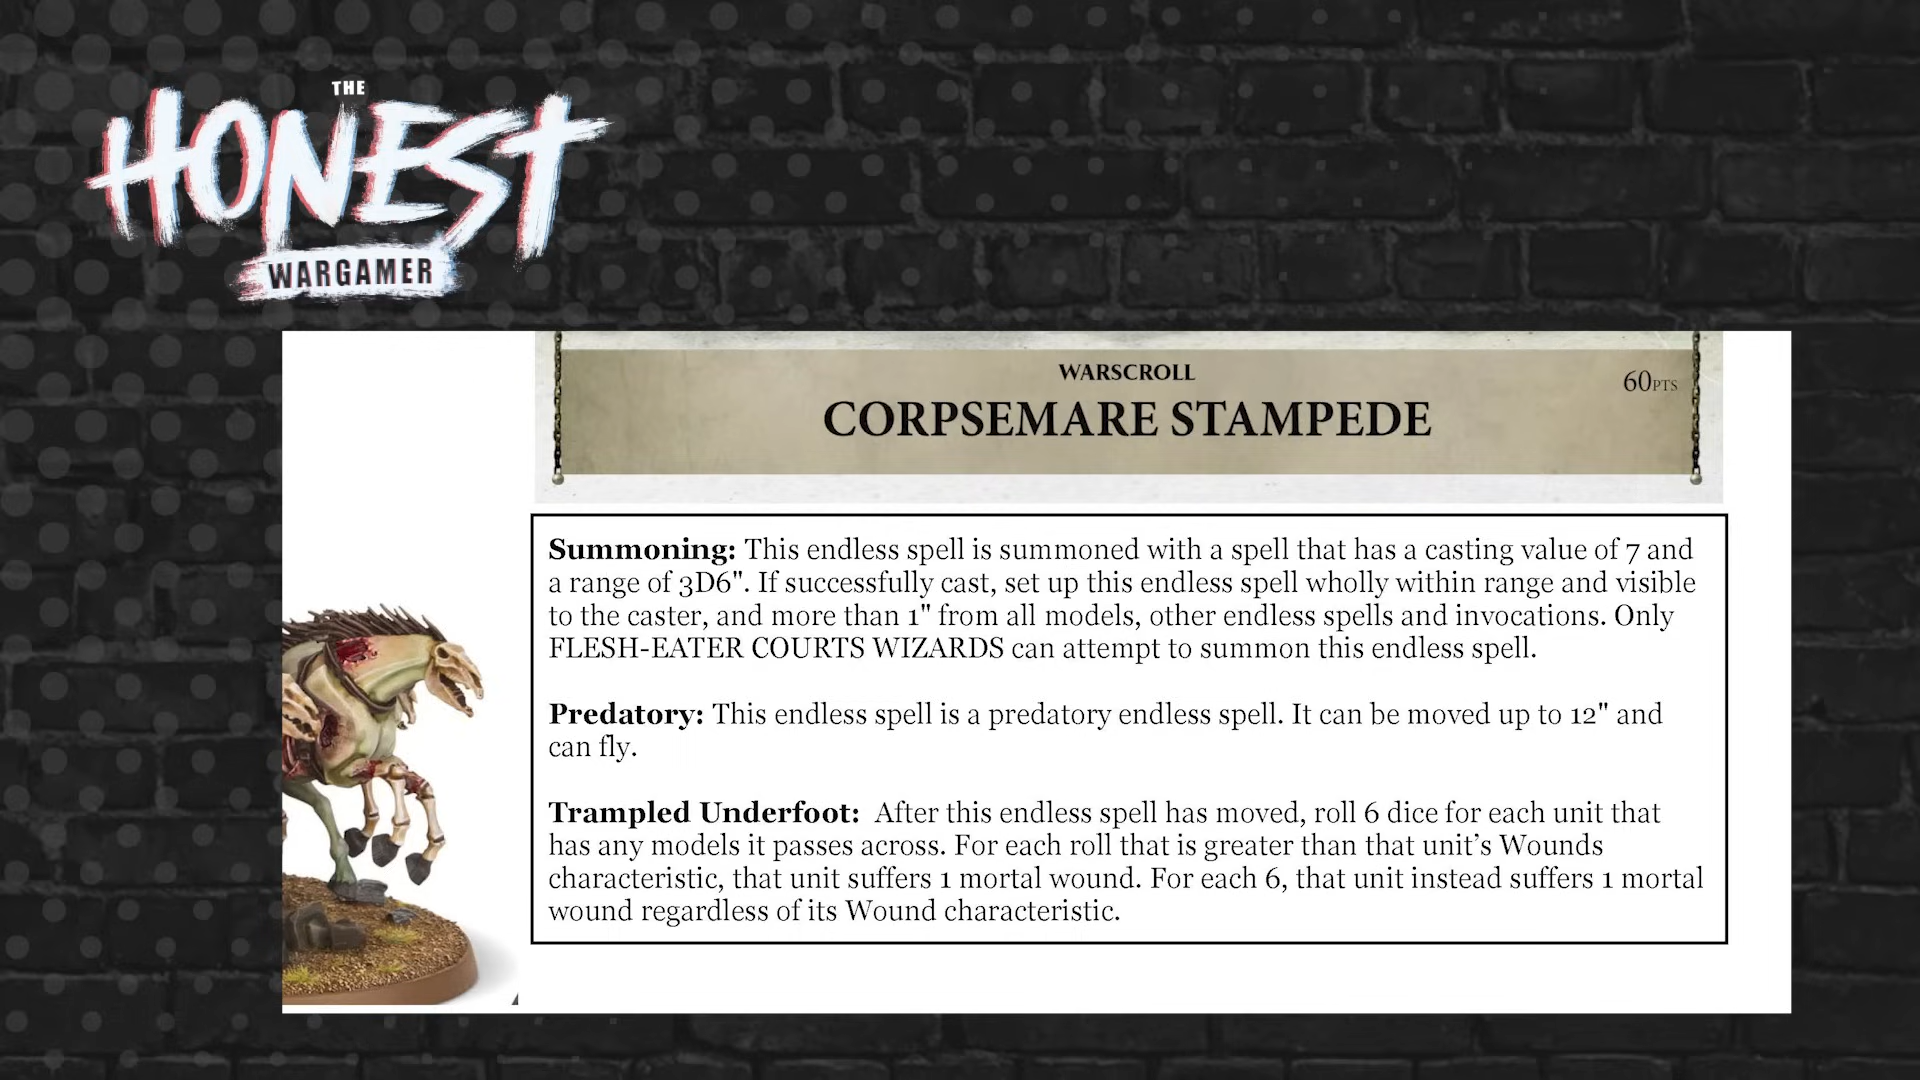 THE
HONEST
WARGAMER
WARSCROLL
60PTS
CORPSEMARE STAMPEDE
Summoning: This endless spell is summoned with a spell that has a casting value of 7 and
a range of 3D6". If successfully cast, set up this endless spell wholly within range and visible
to the caster, and more than 1" from all models, other endless spells and invocations. Only
FLESH-EATER COURTS WIZARDS can attempt to summon this endless spell.
Predatory: This endless spell is a predatory endless spell. It can be moved up to 12" and
can fly.
Trampled Underfoot: After this endless spell has moved, roll 6 dice for each unit that
has any models it passes across. For each roll that is greater than that unit’s Wounds
characteristic, that unit suffers 1 mortal wound. For each 6, that unit instead suffers 1 mortal
wound regardless of its Wound characteristic.